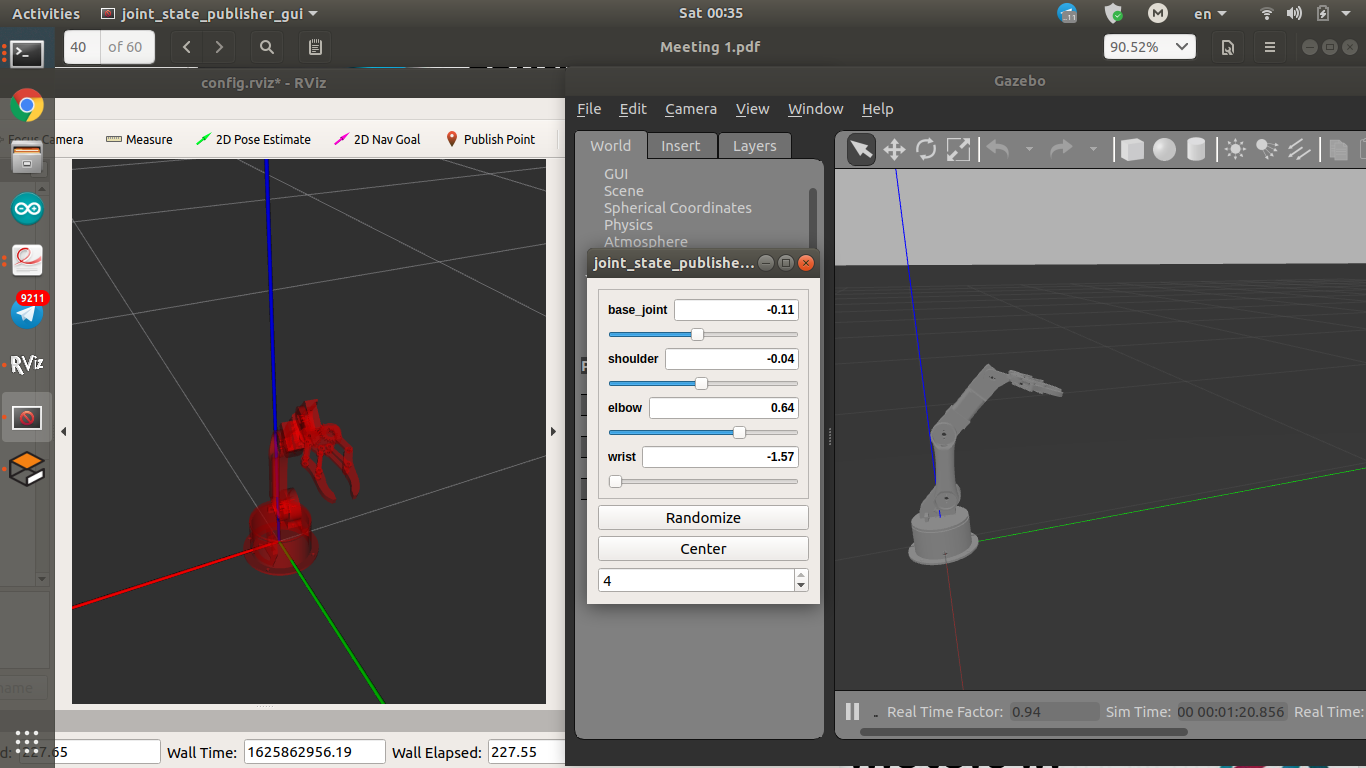 Activities
joint_state_publisher_gui
Sat 00:35
11
M
en
40 of 60
Meeting 1.pdf
90.52%
config.rviz* - RViz
Gazebo
Focus Camera
Measure
2D Pose Estimate
2D Nav Goal
Publish Point
File Edit Camera View Window Help
World Insert Layers
GUI
Scene
Spherical Coordinates
Physics
Atmosphere
joint_state_publishe...
base_joint -0.11
shoulder -0.04
elbow 0.64
wrist -1.57
Randomize
Center
4
9211
RViz
name
Real Time Factor: 0.94 Sim Time: 00 00:01:20.856 Real Time:
d: 227.65 Wall Time: 1625862956.19 Wall Elapsed: 227.55